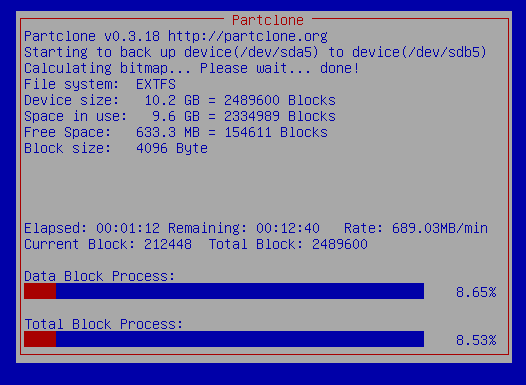 Partclone
Partclone v0.3.18 http://partclone.org
Starting to back up device(/dev/sda5) to device(/dev/sdb5)
Calculating bitmap... Please wait... done!
File system:  EXTFS
Device size:   10.2 GB = 2489600 Blocks
Space in use:   9.6 GB = 2334989 Blocks
Free Space:   633.3 MB = 154611 Blocks
Block size:   4096 Byte
Elapsed: 00:01:12 Remaining: 00:12:40   Rate: 689.03MB/min
Current Block: 212448  Total Block: 2489600
Data Block Process:
8.65%
Total Block Process:
8.53%